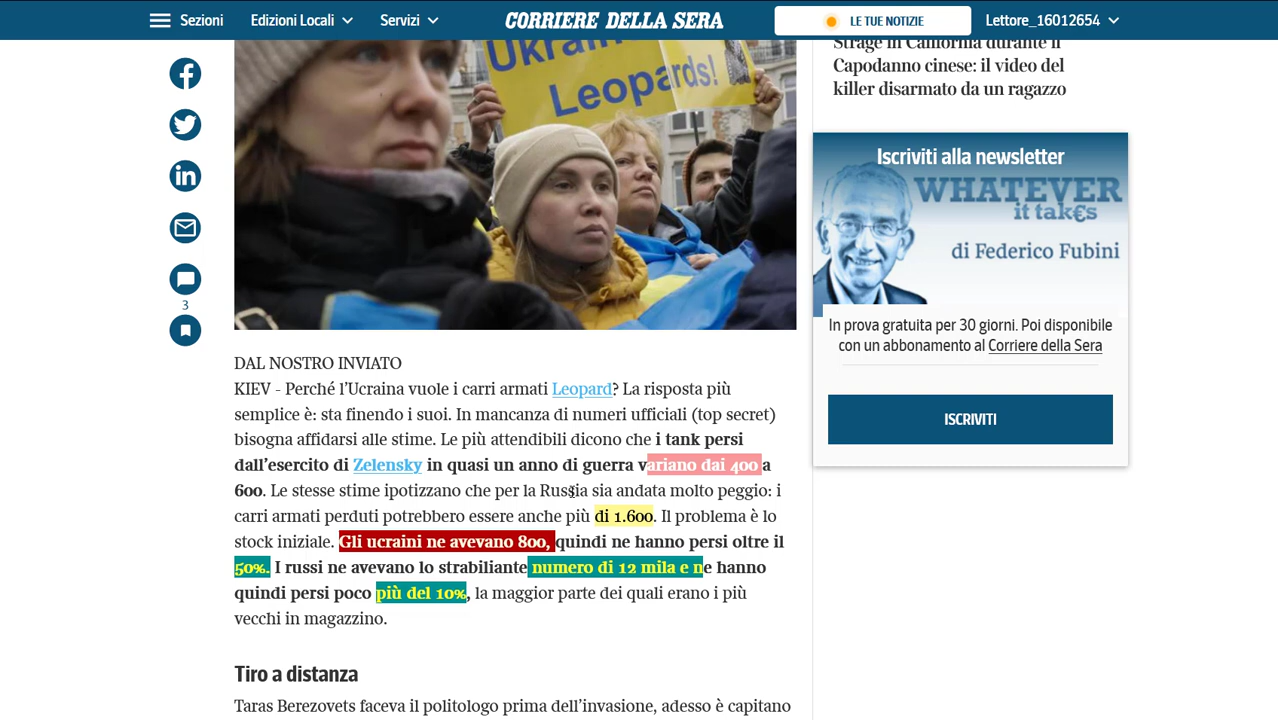 Sezioni
Edizioni Locali
Servizi
CORRIERE DELLA SERA
LE TUE NOTIZIE
Lettore_16012654
Leopards!
3
DAL NOSTRO INVIATO
KIEV - Perché l'Ucraina vuole i carri armati Leopard? La risposta più
semplice è: sta finendo i suoi. In mancanza di numeri ufficiali (top secret)
bisogna affidarsi alle stime. Le più attendibili dicono che i tank persi
dall'esercito di Zelensky in quasi un anno di guerra variano dai 400 a
600. Le stesse stime ipotizzano che per la Russia sia andata molto peggio: i
carri armati perduti potrebbero essere anche più di 1.600. Il problema è lo
stock iniziale. Gli ucraini ne avevano 800, quindi ne hanno persi oltre il
50%. I russi ne avevano lo strabiliante numero di 12 mila e ne hanno
quindi persi poco più del 10%, la maggior parte dei quali erano i più
vecchi in magazzino.
Tiro a distanza
Taras Berezovets faceva il politologo prima dell'invasione, adesso è capitano
Strage in California durante il
Capodanno cinese: il video del
killer disarmato da un ragazzo
Iscriviti alla newsletter
WHATEVER
it tak€s
di Federico Fubini
In prova gratuita per 30 giorni. Poi disponibile
con un abbonamento al Corriere della Sera
ISCRIVITI